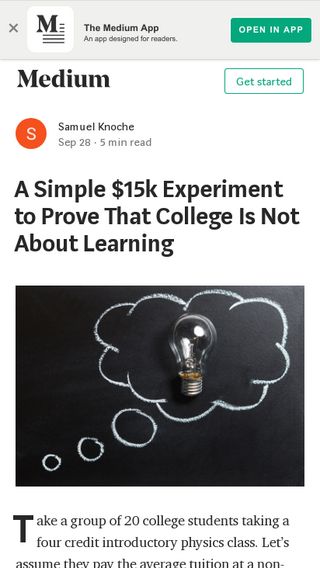 The Medium App
An app designed for readers.
OPEN IN APP
Medium
Get started
S
Samuel Knoche
Sep 28 · 5 min read
A Simple $15k Experiment
to Prove That College Is Not
About Learning
Take a group of 20 college students taking a
four credit introductory physics class. Let’s
assume they pay the average tuition at a non-